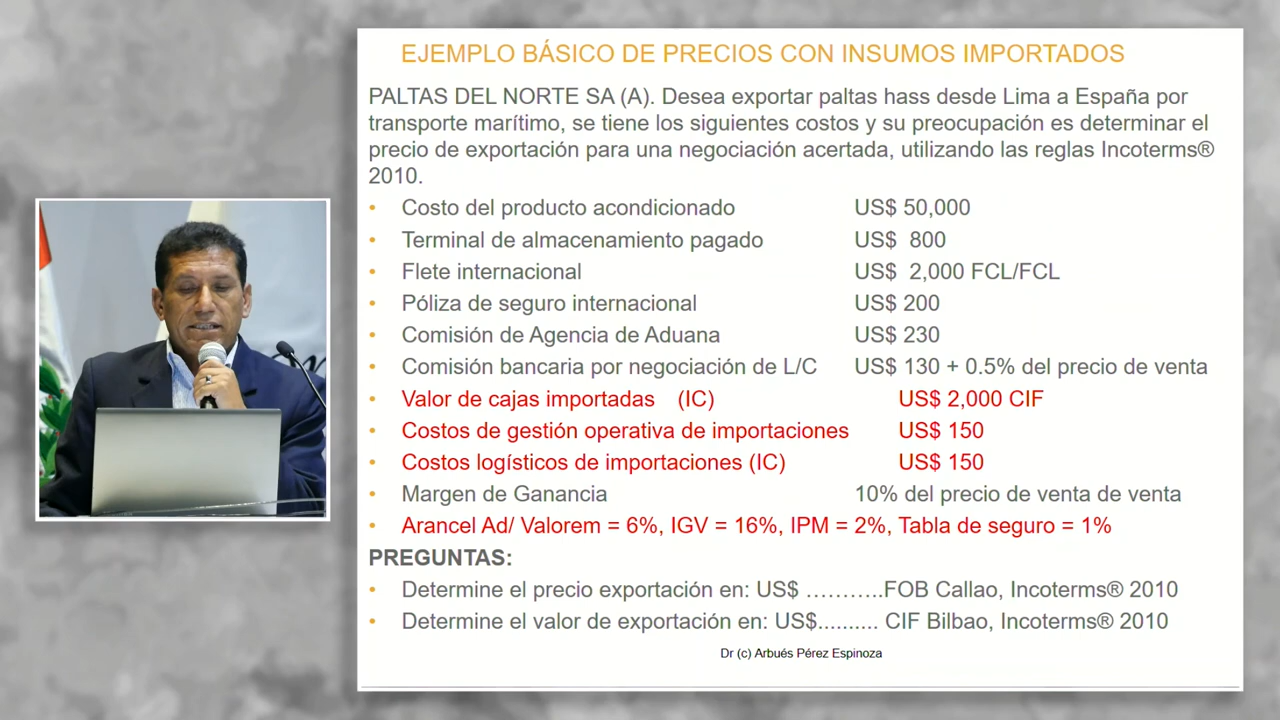 EJEMPLO BÁSICO DE PRECIOS CON INSUMOS IMPORTADOS
PALTAS DEL NORTE SA (A). Desea exportar paltas hass desde Lima a España por
transporte marítimo, se tiene los siguientes costos y su preocupación es determinar el
precio de exportación para una negociación acertada, utilizando las reglas Incoterms®
2010.
• Costo del producto acondicionado US$ 50,000
• Terminal de almacenamiento pagado US$ 800
• Flete internacional US$ 2,000 FCL/FCL
• Póliza de seguro internacional US$ 200
• Comisión de Agencia de Aduana US$ 230
• Comisión bancaria por negociación de L/C US$ 130 + 0.5% del precio de venta
• Valor de cajas importadas (IC) US$ 2,000 CIF
• Costos de gestión operativa de importaciones US$ 150
• Costos logísticos de importaciones (IC) US$ 150
• Margen de Ganancia 10% del precio de venta de venta
• Arancel Ad/ Valorem = 6%, IGV = 16%, IPM = 2%, Tabla de seguro = 1%
PREGUNTAS:
• Determine el precio exportación en: US$ ………..FOB Callao, Incoterms® 2010
• Determine el valor de exportación en: US$.......... CIF Bilbao, Incoterms® 2010
Dr (c) Arbués Pérez Espinoza